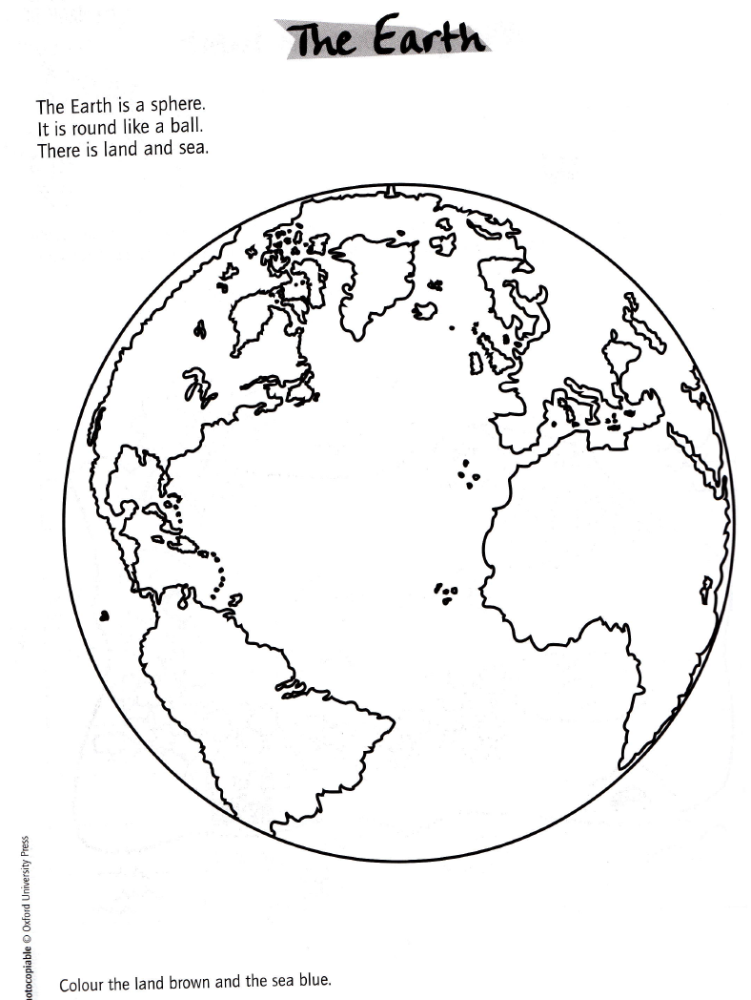 The Earth
The Earth is a sphere.
It is round like a ball.
There is land and sea.
otocopiable © Oxford University Press
Colour the land brown and the sea blue.